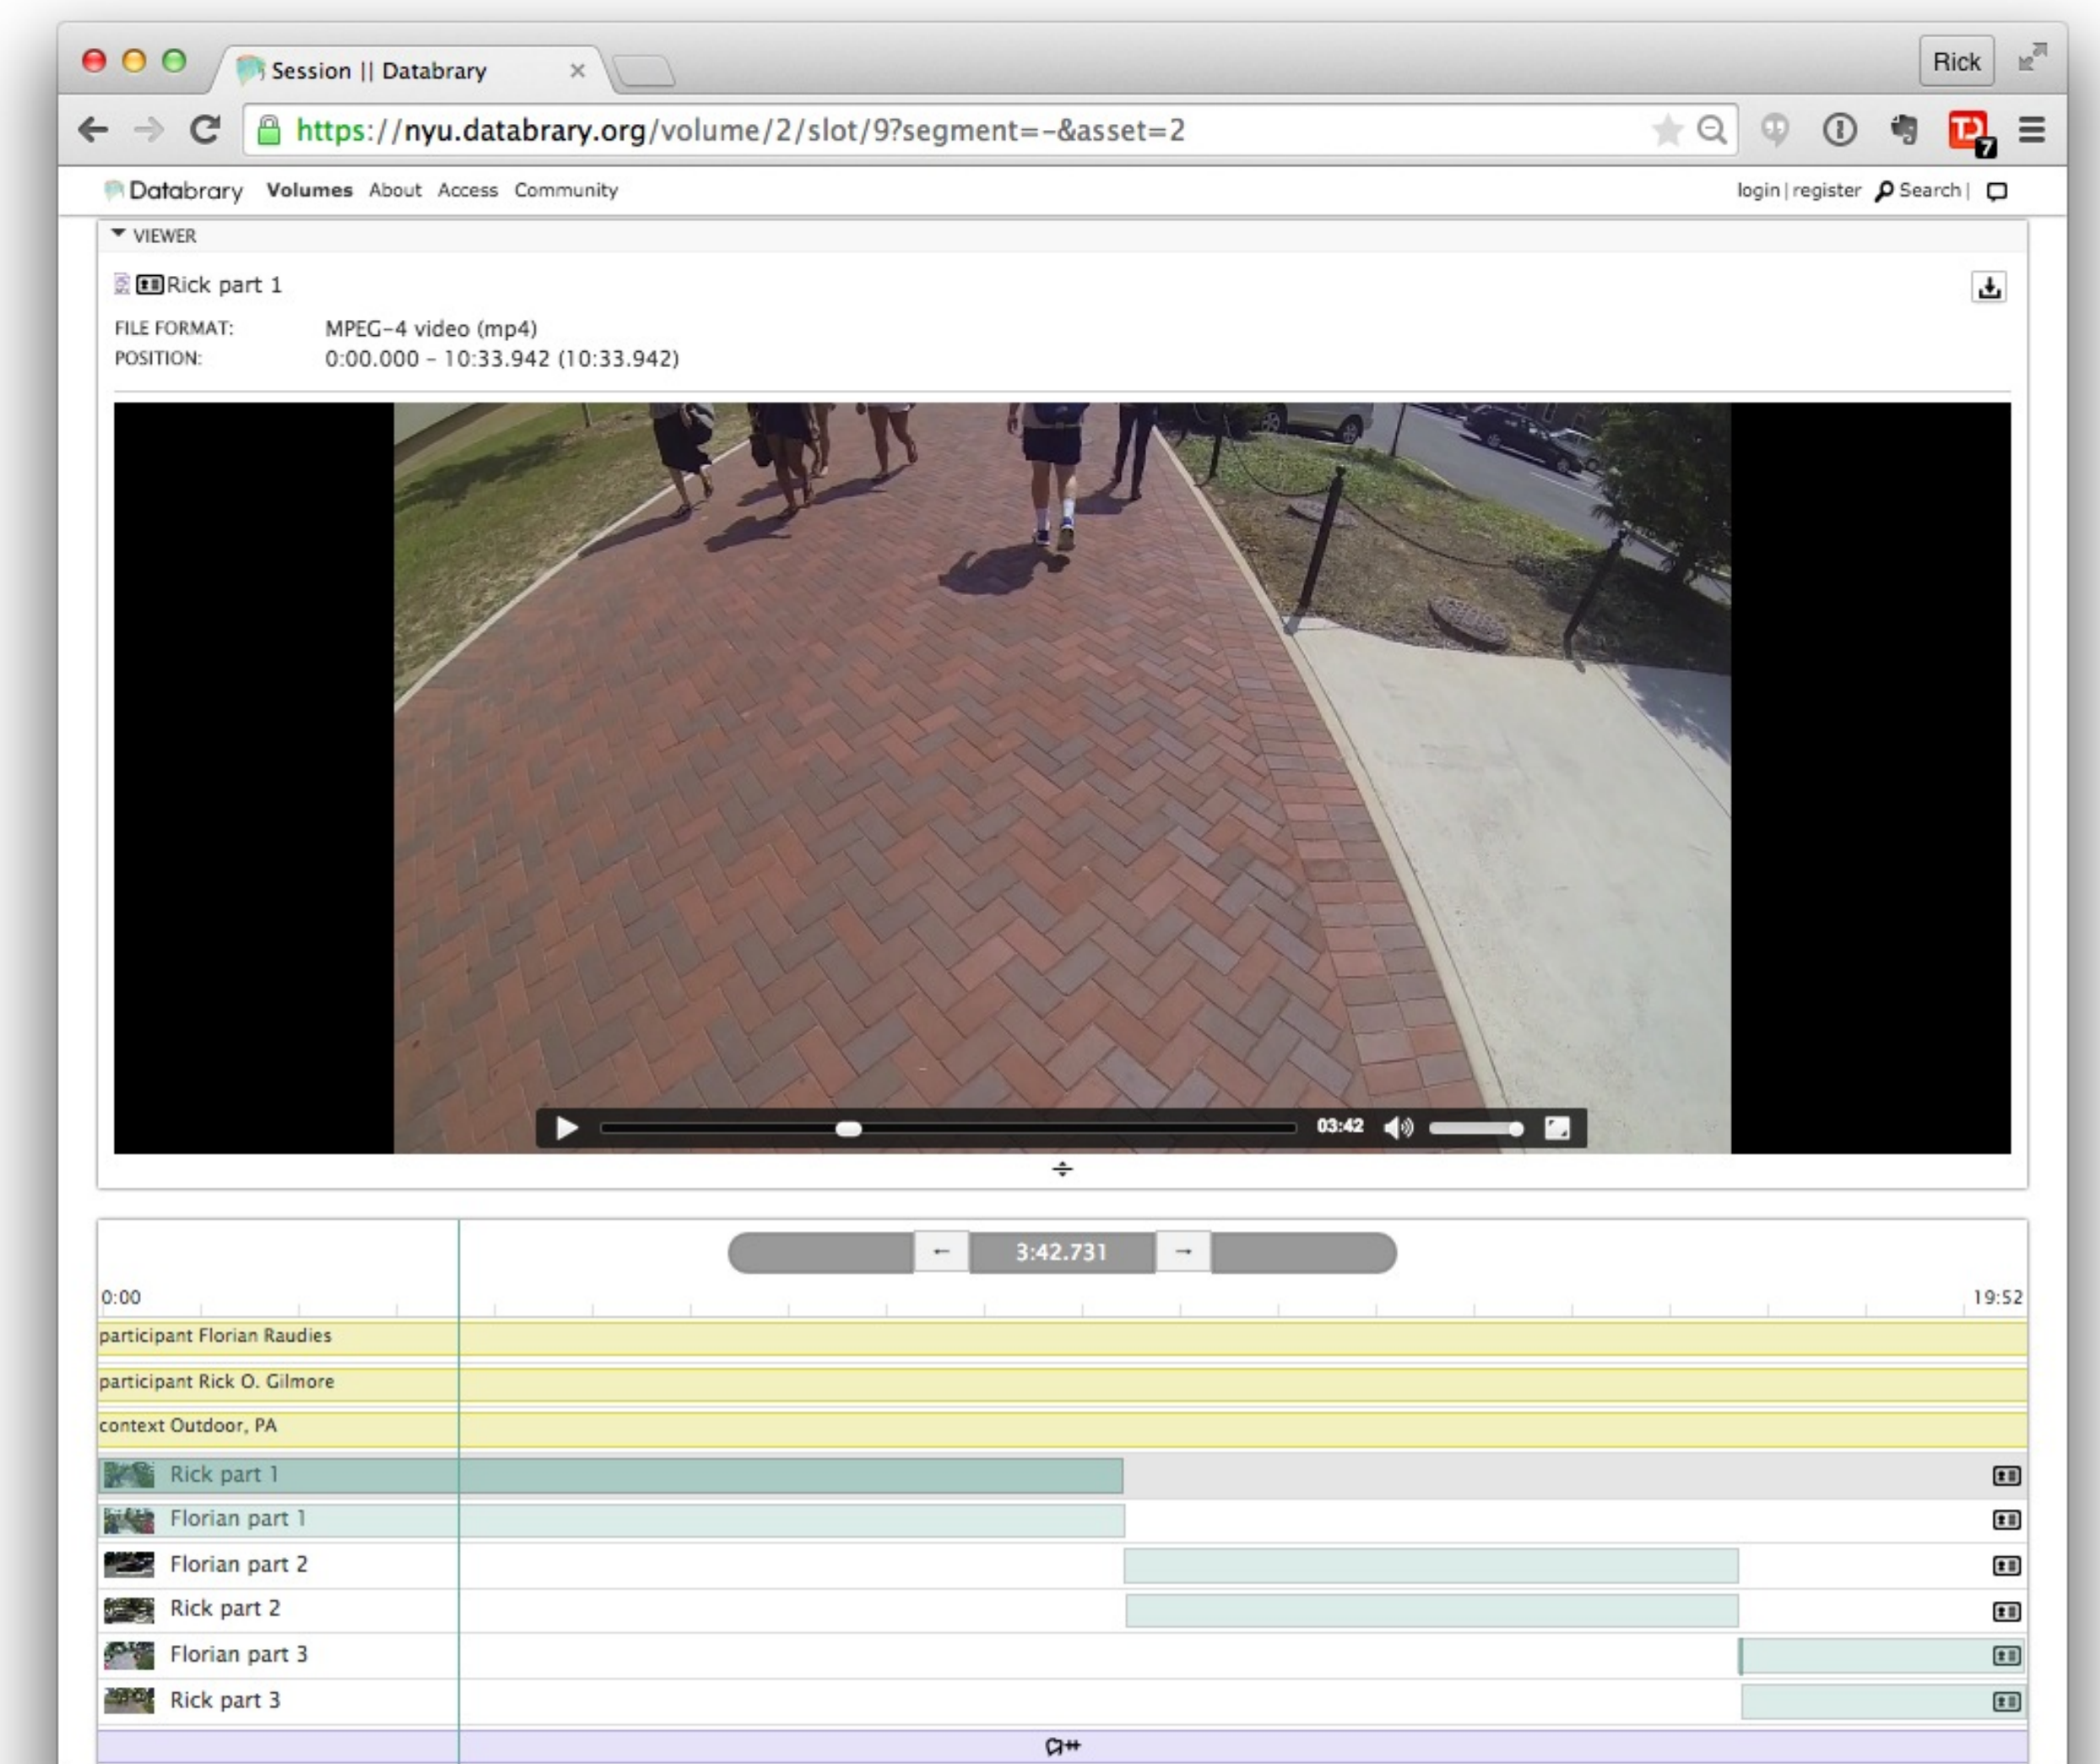 Session || Databrary
Rick
https://nyu.databrary.org/volume/2/slot/9?segment=-&asset=2
7
Databrary Volumes About Access Community login | register Search |
VIEWER
Rick part 1
FILE FORMAT: MPEG-4 video (mp4)
POSITION: 0:00.000 - 10:33.942 (10:33.942)
03:42
← 3:42.731 →
0:00 19:52
participant Florian Raudies
participant Rick O. Gilmore
context Outdoor, PA
Rick part 1
Florian part 1
Florian part 2
Rick part 2
Florian part 3
Rick part 3